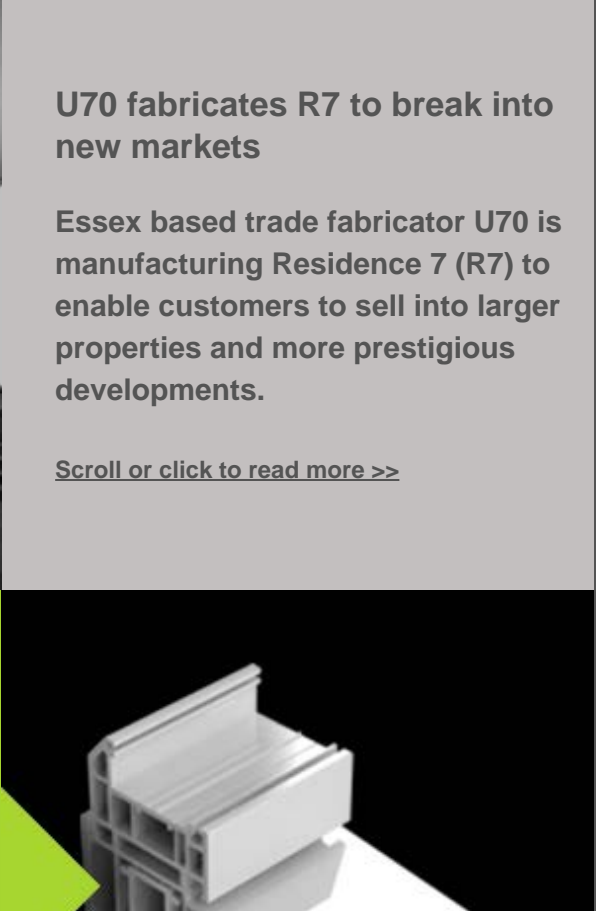 U70 fabricates R7 to break into
new markets
Essex based trade fabricator U70 is
manufacturing Residence 7 (R7) to
enable customers to sell into larger
properties and more prestigious
developments.
Scroll or click to read more >>